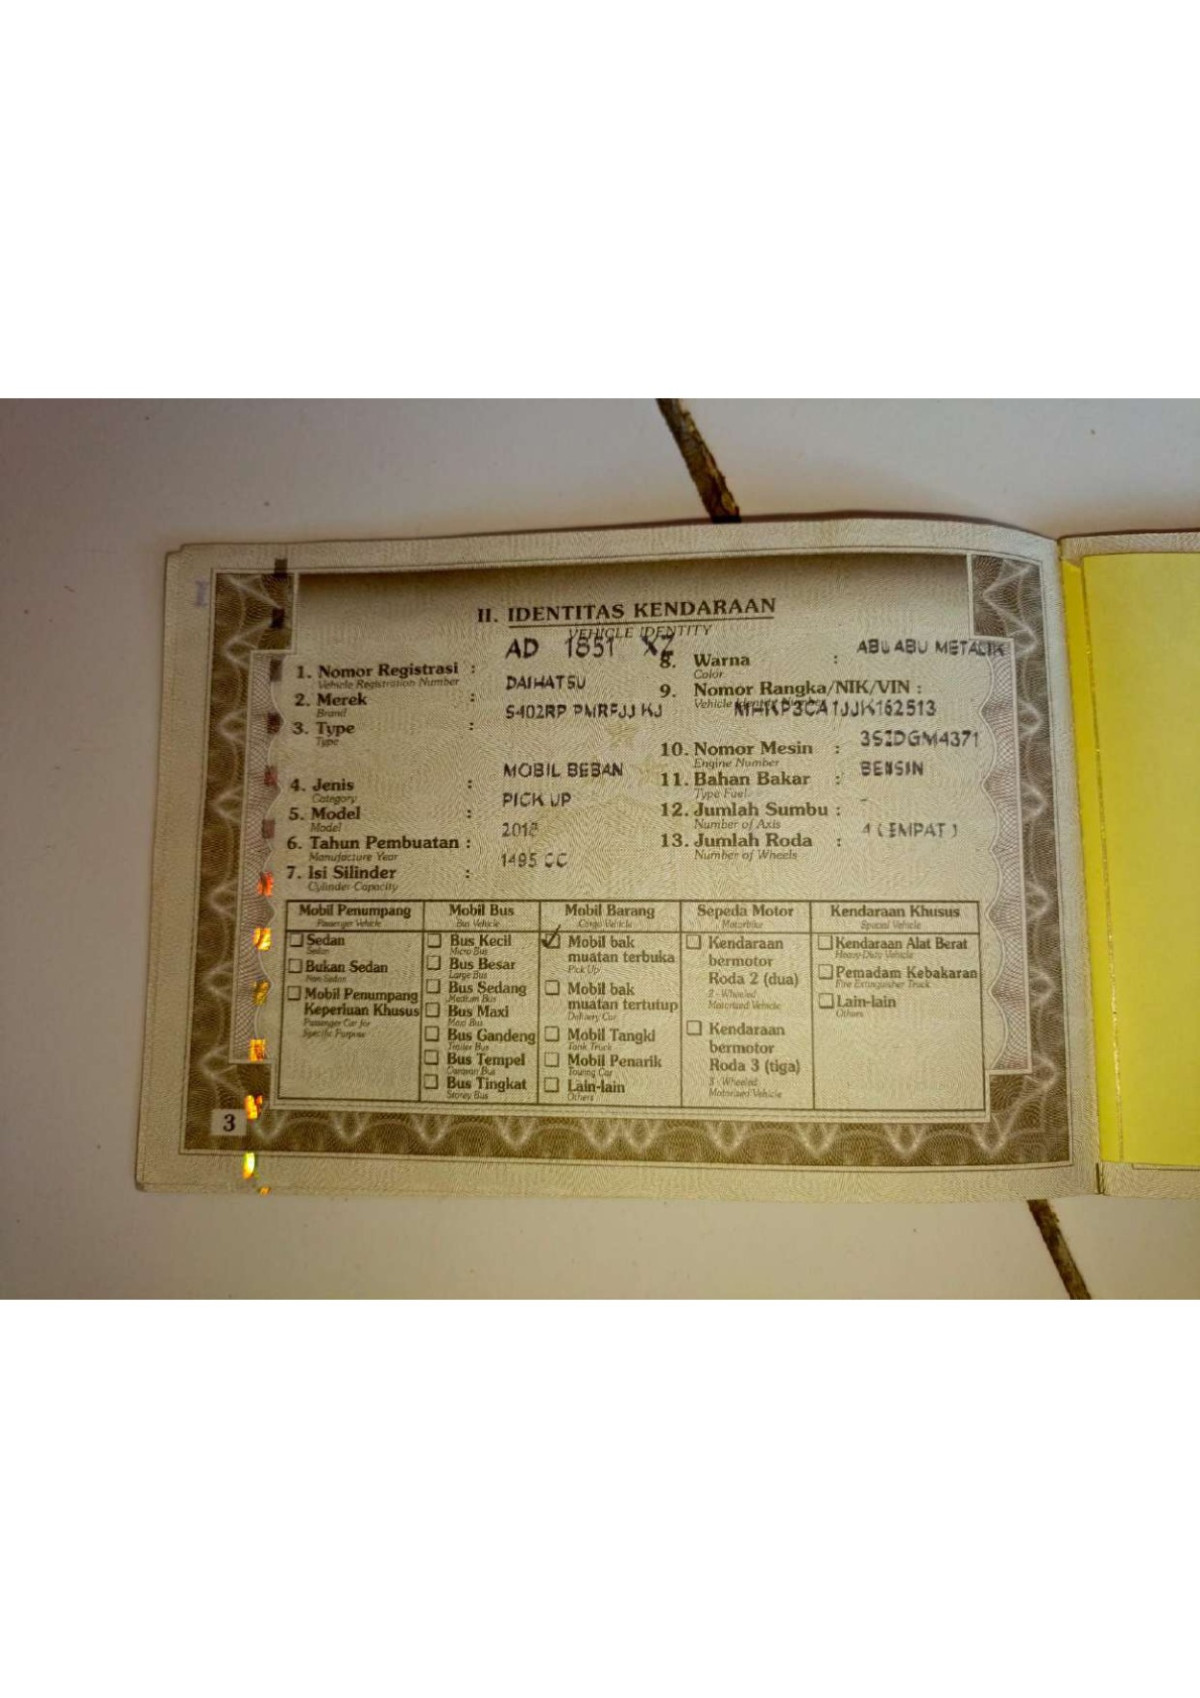 II. IDENTITAS KENDARAAN
VEHICLE IDENTITY
1. Nomor Registrasi : AD 1851 XZ
Vehicle Registration Number
2. Merek : DAIHATSU
Brand
3. Type : S402RP PMRFJJ KJ
Type
4. Jenis : MOBIL BEBAN
Category
5. Model : PICK UP
Model
6. Tahun Pembuatan : 2018
Manufacture Year
7. Isi Silinder : 1495 CC
Cylinder Capacity
8. Warna : ABU ABU METALIK
Color
9. Nomor Rangka/NIK/VIN :
MHKP3CA1JJK162513
10. Nomor Mesin : 3SZDGM4371
Engine Number
11. Bahan Bakar : BENSIN
Type Fuel
12. Jumlah Sumbu : -
Number of Axis
13. Jumlah Roda : 4 ( EMPAT )
Number of Wheels
Mobil Penumpang
Passenger Vehicle
Sedan
Sedan
Bukan Sedan
Non Sedan
Mobil Penumpang
Keperluan Khusus
Passenger Car for
Specific Purpose
Mobil Bus
Bus Vehicle
Bus Kecil
Micro Bus
Bus Besar
Large Bus
Bus Sedang
Medium Bus
Bus Maxi
Maxi Bus
Bus Gandeng
Trailer Bus
Bus Tempel
Caravan Bus
Bus Tingkat
Storey Bus
Mobil Barang
Cargo Vehicle
Mobil bak
muatan terbuka
Pick Up
Mobil bak
muatan tertutup
Delivery Car
Mobil Tangki
Tank Truck
Mobil Penarik
Touring Car
Lain-lain
Others
Sepeda Motor
Motorbike
Kendaraan
bermotor
Roda 2 (dua)
2 - Wheeled
Motorized Vehicle
Kendaraan
bermotor
Roda 3 (tiga)
3 - Wheeled
Motorized Vehicle
Kendaraan Khusus
Special Vehicle
Kendaraan Alat Berat
Heavy Duty Vehicle
Pemadam Kebakaran
Fire Extinguisher Truck
Lain-lain
Others
3